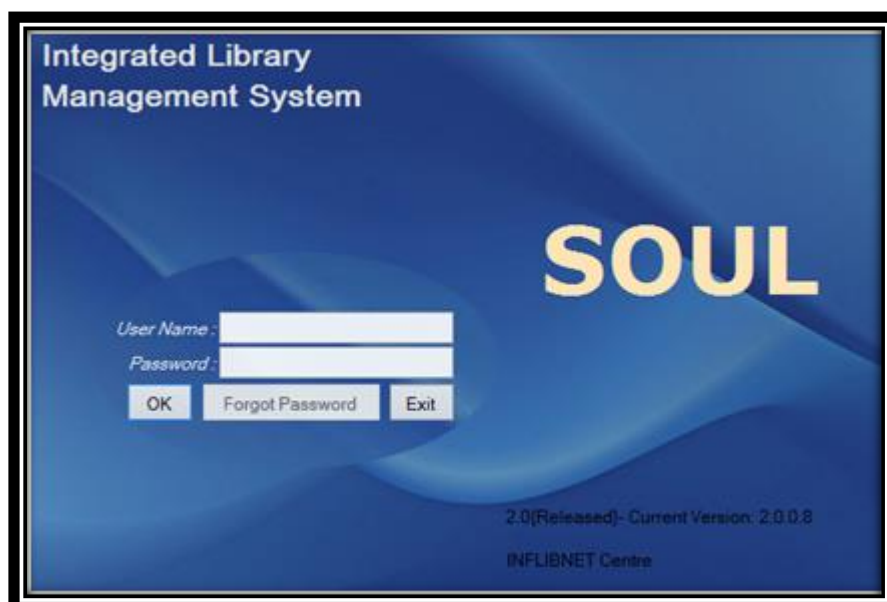 Integrated Library
Management System
SOUL
User Name :
Password :
OK Forgot Password Exit
2.0(Released)- Current Version: 2.0.0.8
INFLIBNET Centre